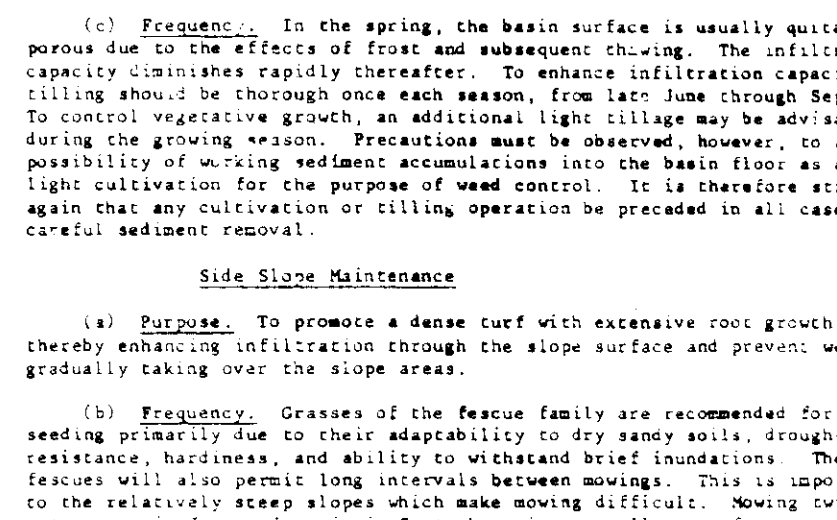 (c) Frequency. In the spring, the basin surface is usually quite
porous due to the effects of frost and subsequent thawing. The infiltr
capacity diminishes rapidly thereafter. To enhance infiltration capaci
tilling should be thorough once each season, from late June through Sep
To control vegetative growth, an additional light tillage may be advisa
during the growing season. Precautions must be observed, however, to a
possibility of working sediment accumulations into the basin floor as a
light cultivation for the purpose of weed control. It is therefore str
again that any cultivation or tilling operation be preceded in all case
careful sediment removal.
Side Slope Maintenance
(a) Purpose. To promote a dense turf with extensive root growth
thereby enhancing infiltration through the slope surface and prevent we
gradually taking over the slope areas.
(b) Frequency. Grasses of the fescue family are recommended for
seeding primarily due to their adaptability to dry sandy soils, drough
resistance, hardiness, and ability to withstand brief inundations. The
fescues will also permit long intervals between mowings. This is impo
to the relatively steep slopes which make mowing difficult. Mowing tw